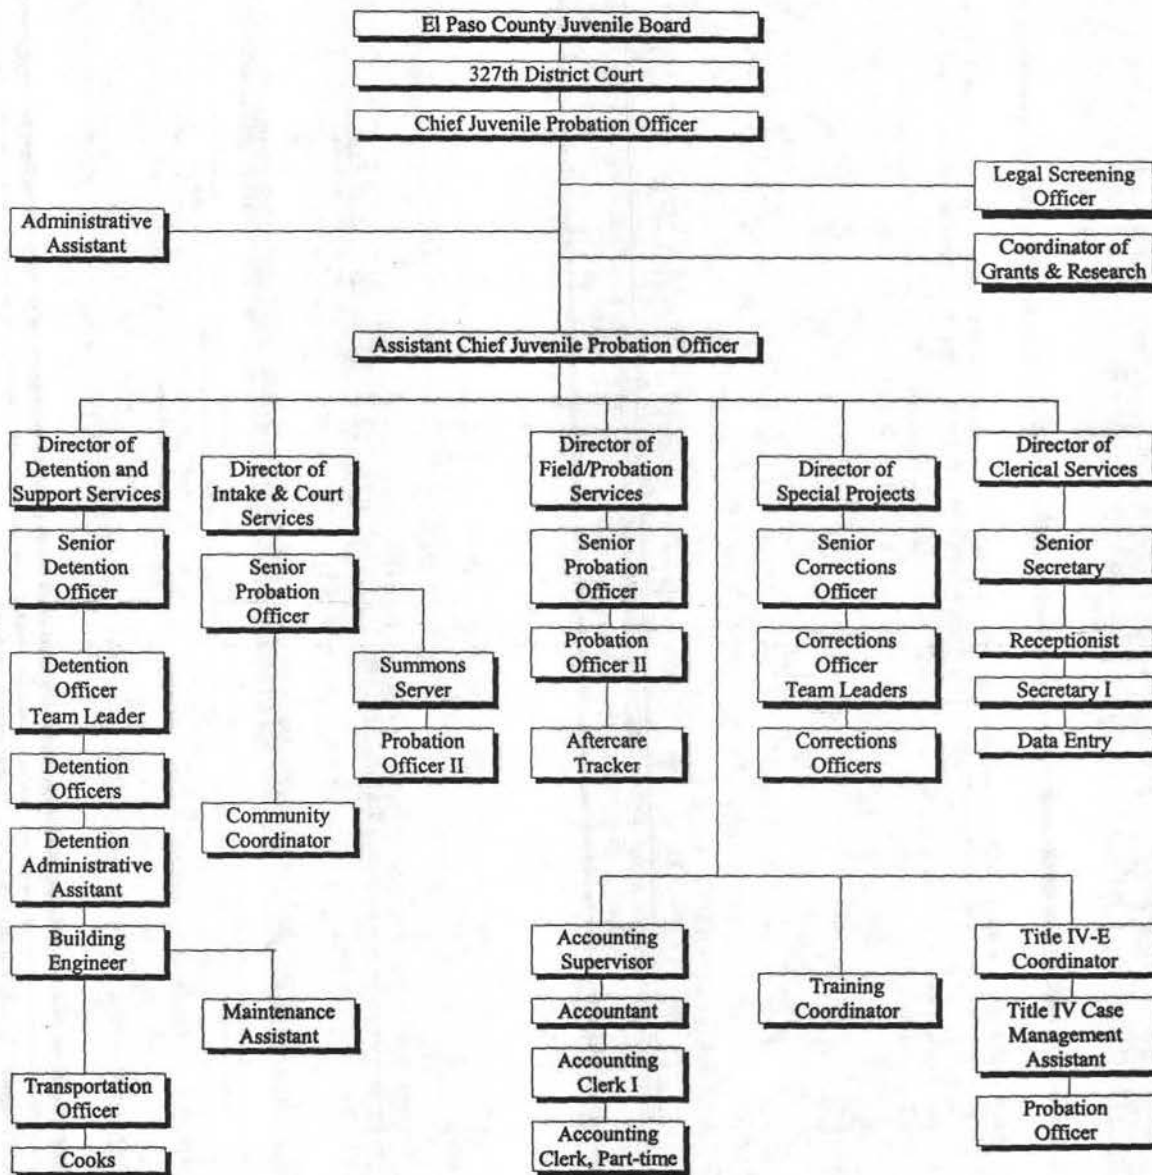 El Paso County Juvenile Board
327th District Court
Chief Juvenile Probation Officer
Legal Screening
Officer
Administrative
Assistant
Coordinator of
Grants & Research
Assistant Chief Juvenile Probation Officer
Director of
Detention and
Support Services
Senior
Detention
Officer
Detention
Officer
Team Leader
Detention
Officers
Detention
Administrative
Assitant
Building
Engineer
Maintenance
Assistant
Transportation
Officer
Cooks
Director of
Intake & Court
Services
Senior
Probation
Officer
Summons
Server
Probation
Officer II
Community
Coordinator
Director of
Field/Probation
Services
Senior
Probation
Officer
Probation
Officer II
Aftercare
Tracker
Director of
Special Projects
Senior
Corrections
Officer
Corrections
Officer
Team Leaders
Corrections
Officers
Director of
Clerical Services
Senior
Secretary
Receptionist
Secretary I
Data Entry
Accounting
Supervisor
Accountant
Accounting
Clerk I
Accounting
Clerk, Part-time
Training
Coordinator
Title IV-E
Coordinator
Title IV Case
Management
Assistant
Probation
Officer